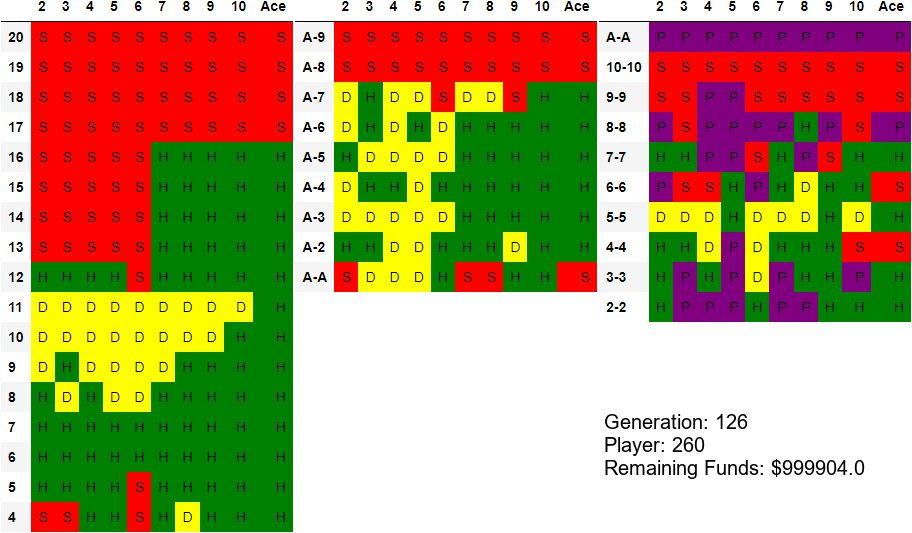 2 3 4 5 6 7 8 9 10 Ace 2 3 4 5 6 7 8 9 10 Ace 2 3 4 5 6 7 8 9 10 Ace
20 S S S S S S S S S S A-9 S S S S S S S S S S A-A P P P P P P P P P P
19 S S S S S S S S S S A-8 S S S S S S S S S S 10-10 S S S S S S S S S S
18 S S S S S S S S S S A-7 D H D D S D D S H H 9-9 S S P P S S S S S S
17 S S S S S S S S S S A-6 D H D H D H H H H H 8-8 P S P P P P H P S P
16 S S S S S H H H H H A-5 H D D D D H H H H H 7-7 H H P P S H P S H H
15 S S S S S H H H H H A-4 D H H D H H H H H H 6-6 P S S H P H D H H S
14 S S S S S H H H H H A-3 D D D D D H H H H H 5-5 D D D H D D D H D H
13 S S S S S H H H H H A-2 H H D D H H H D H H 4-4 H H D P D H H H S S
12 H H H H S H H H H H A-A S D D D H S S H H S 3-3 H P H P D P H H P H
11 D D D D D D D D D H 2-2 H P P P H P P H H H
10 D D D D D D D D H H
9 D H D D D D H H H H
8 H D H D D H H H H H
7 H H H H H H H H H H
6 H H H H H H H H H H
5 H H H H S H H H H H
4 S S H H S H D H H H
Generation: 126
Player: 260
Remaining Funds: $999904.0